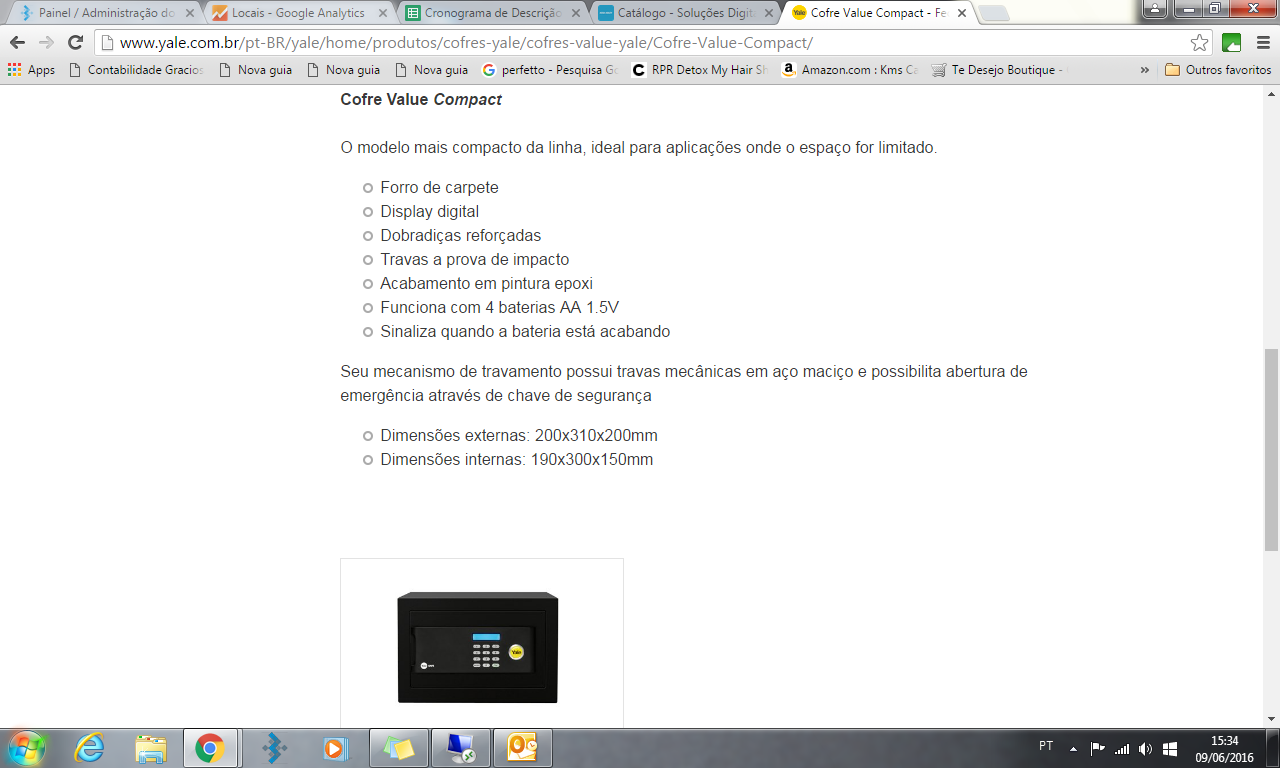 Painel / Administração do
Locais - Google Analytics
Cronograma de Descrição
Catálogo - Soluções Digit
Cofre Value Compact - Fe
www.yale.com.br/pt-BR/yale/home/produtos/cofres-yale/cofres-value-yale/Cofre-Value-Compact/
Apps
Contabilidade Gracios
Nova guia
Nova guia
Nova guia
perfetto - Pesquisa Go
RPR Detox My Hair Sh
Amazon.com : Kms Ca
Te Desejo Boutique -
»
Outros favoritos
Cofre Value Compact
O modelo mais compacto da linha, ideal para aplicações onde o espaço for limitado.
Forro de carpete
Display digital
Dobradiças reforçadas
Travas a prova de impacto
Acabamento em pintura epoxi
Funciona com 4 baterias AA 1.5V
Sinaliza quando a bateria está acabando
Seu mecanismo de travamento possui travas mecânicas em aço maciço e possibilita abertura de
emergência através de chave de segurança
Dimensões externas: 200x310x200mm
Dimensões internas: 190x300x150mm
Yale
PT
15:34
09/06/2016